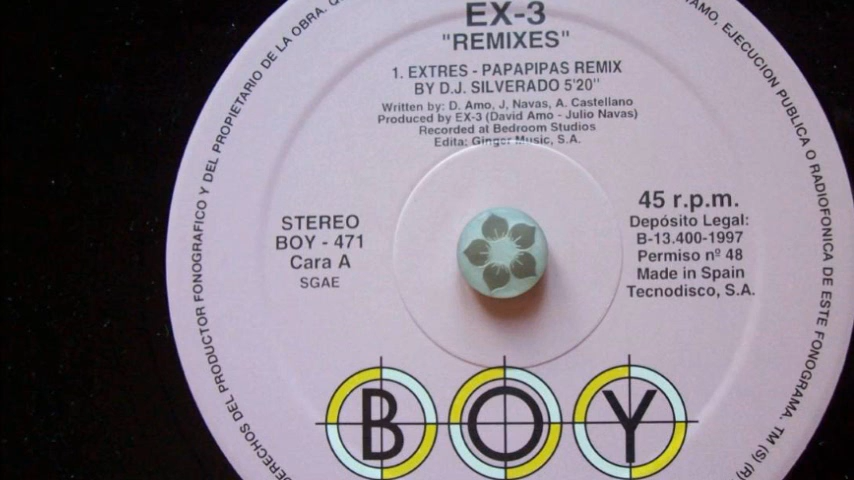 EX-3
"REMIXES"
1. EXTRES - PAPAPIPAS REMIX
BY D.J. SILVERADO 5'20"
Written by: D. Amo, J, Navas, A. Castellano
Produced by EX-3 (David Amo - Julio Navas)
Recorded at Bedroom Studios
Edita: Ginger Music, S.A.
STEREO
BOY - 471
Cara A
SGAE
45 r.p.m.
Depósito Legal:
B-13.400-1997
Permiso nº 48
Made in Spain
Tecnodisco, S.A.
BOY
DERECHOS DEL PRODUCTOR FONOGRAFICO Y DEL PROPIETARIO DE LA OBRA.
EJECUCION PUBLICA O RADIOFONICA DE ESTE FONOGRAMA. TM (S) (R)